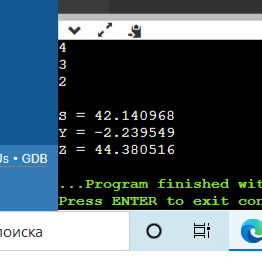 4
3
2
S = 42.140968
Y = -2.239549
Z = 44.380516
Us • GDB
...Program finished wit
Press ENTER to exit con
поиска